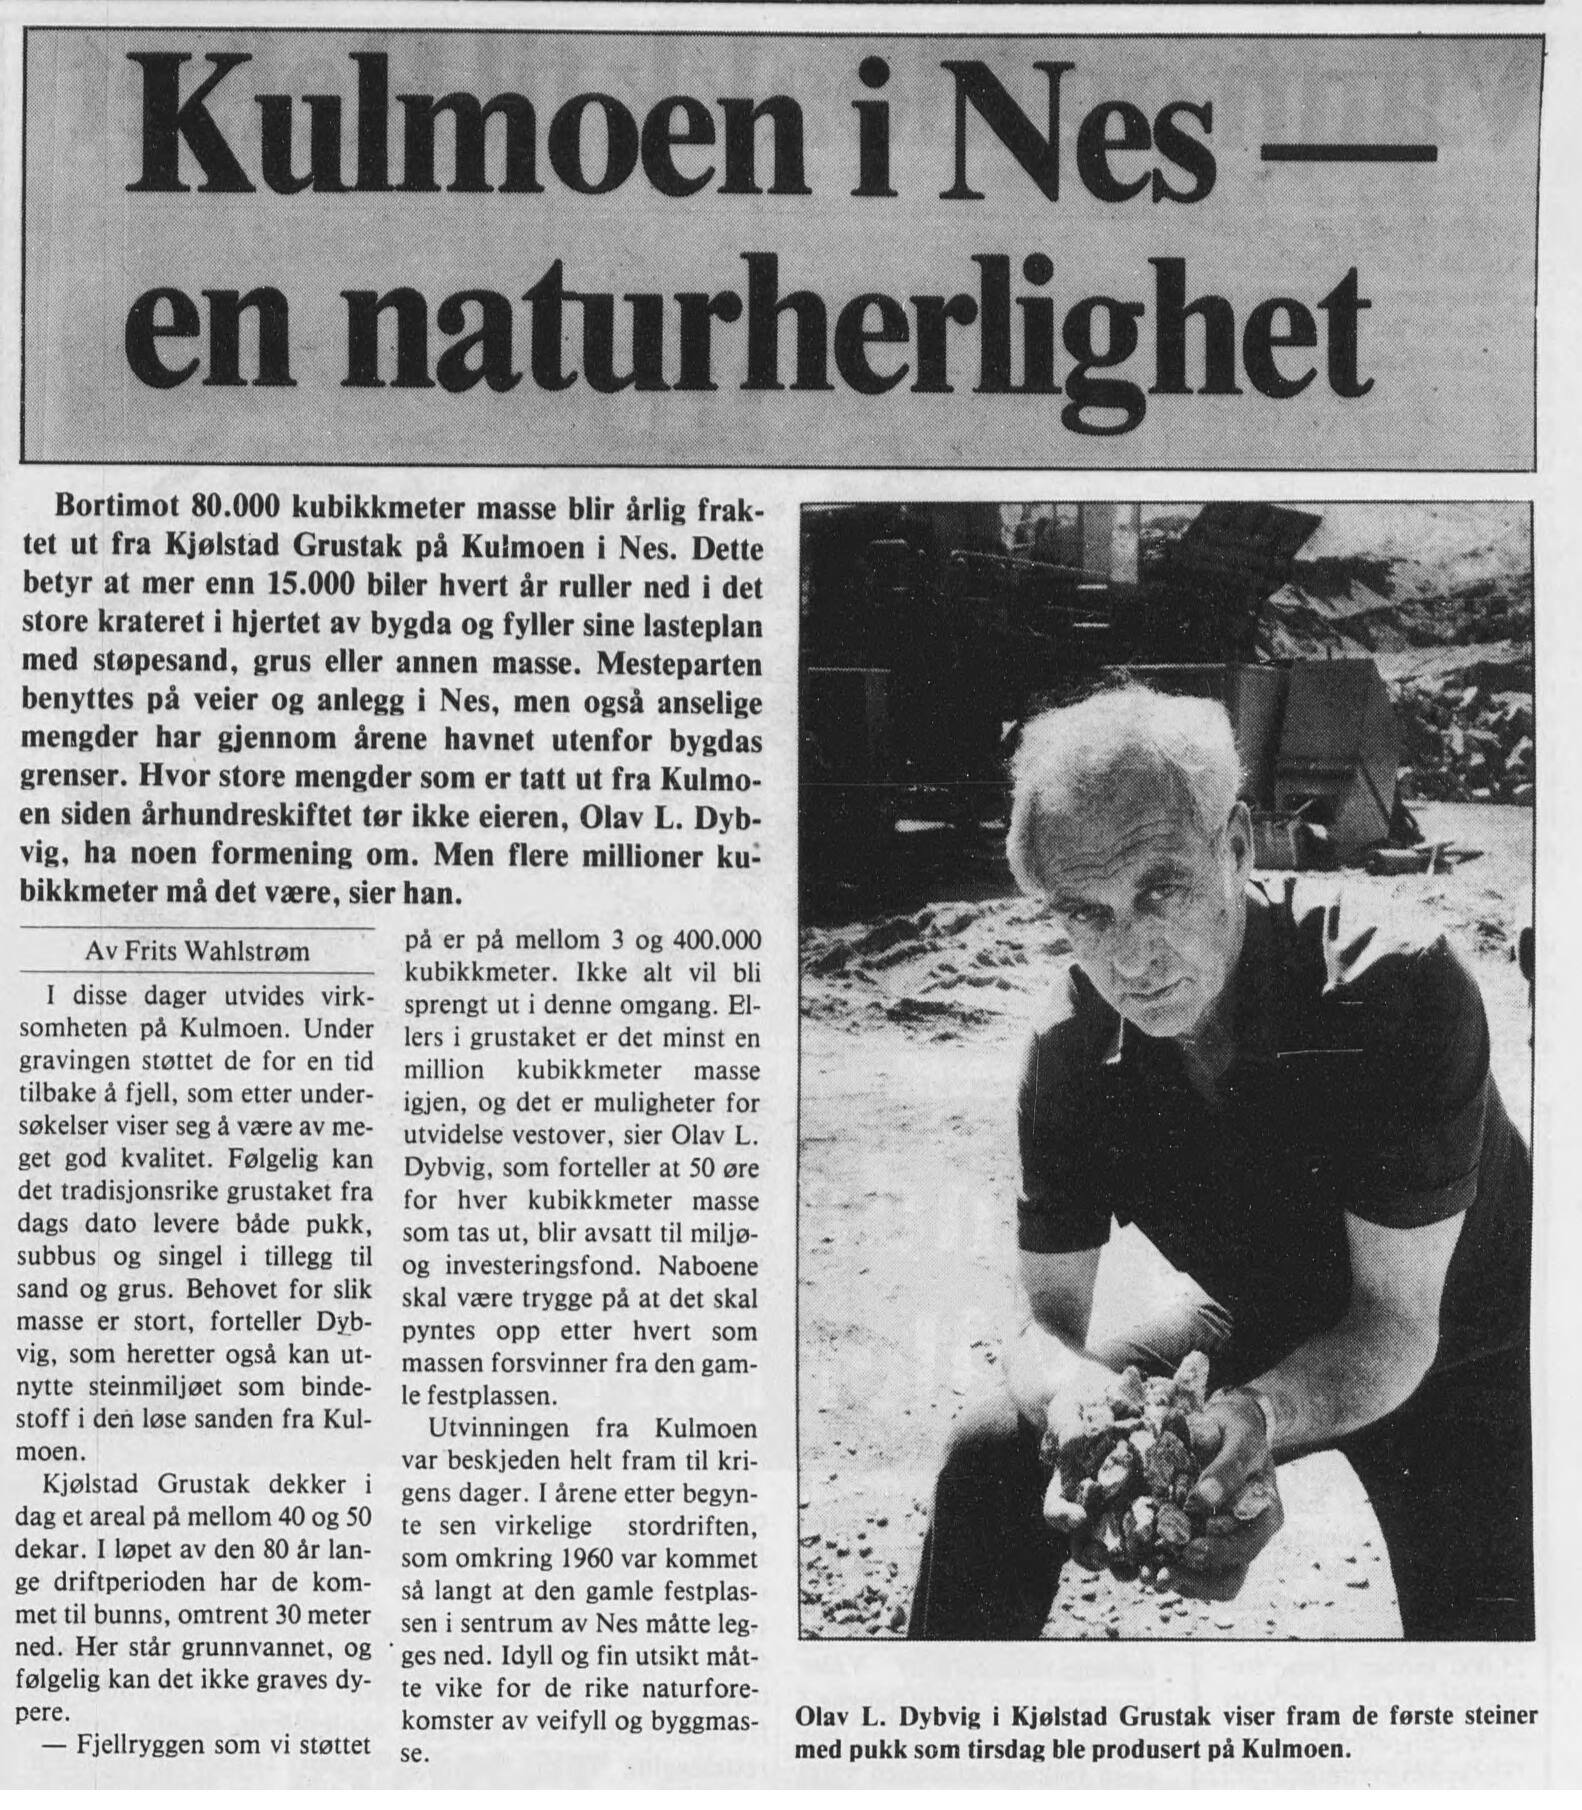 Kulmoen i Nes —
en naturherlighet
Bortimot 80.000 kubikkmeter masse blir årlig frak-
tet ut fra Kjølstad Grustak på Kulmoen i Nes. Dette
betyr at mer enn 15.000 biler hvert år ruller ned i det
store krateret i hjertet av bygda og fyller sine lasteplan
med støpesand, grus eller annen masse. Mesteparten
benyttes på veier og anlegg i Nes, men også anselige
mengder har gjennom årene havnet utenfor bygdas
grenser. Hvor store mengder som er tatt ut fra Kulmo-
en siden århundreskiftet tør ikke eieren, Olav L. Dyb-
vig, ha noen formening om. Men flere millioner ku-
bikkmeter må det være, sier han.
Av Frits Wahlstrøm
I disse dager utvides virk-
somheten på Kulmoen. Under
gravingen støttet de for en tid
tilbake å fjell, som etter under-
søkelser viser seg å være av me-
get god kvalitet. Følgelig kan
det tradisjonsrike grustaket fra
dags dato levere både pukk,
subbus og singel i tillegg til
sand og grus. Behovet for slik
masse er stort, forteller Dyb-
vig, som heretter også kan ut-
nytte steinmiljøet som binde-
stoff i den løse sanden fra Kul-
moen.
Kjølstad Grustak dekker i
dag et areal på mellom 40 og 50
dekar. I løpet av den 80 år lan-
ge driftperioden har de kom-
met til bunns, omtrent 30 meter
ned. Her står grunnvannet, og
følgelig kan det ikke graves dy-
pere.
— Fjellryggen som vi støttet
på er på mellom 3 og 400.000
kubikkmeter. Ikke alt vil bli
sprengt ut i denne omgang. El-
lers i grustaket er det minst en
million kubikkmeter masse
igjen, og det er muligheter for
utvidelse vestover, sier Olav L.
Dybvig, som forteller at 50 øre
for hver kubikkmeter masse
som tas ut, blir avsatt til miljø-
og investeringsfond. Naboene
skal være trygge på at det skal
pyntes opp etter hvert som
massen forsvinner fra den gam-
le festplassen.
Utvinningen fra Kulmoen
var beskjeden helt fram til kri-
gens dager. I årene etter begyn-
te sen virkelige stordriften,
som omkring 1960 var kommet
så langt at den gamle festplas-
sen i sentrum av Nes måtte leg-
ges ned. Idyll og fin utsikt måt-
te vike for de rike naturfore-
komster av veifyll og byggmas-
se.
Olav L. Dybvig i Kjølstad Grustak viser fram de første steiner
med pukk som tirsdag ble produsert på Kulmoen.